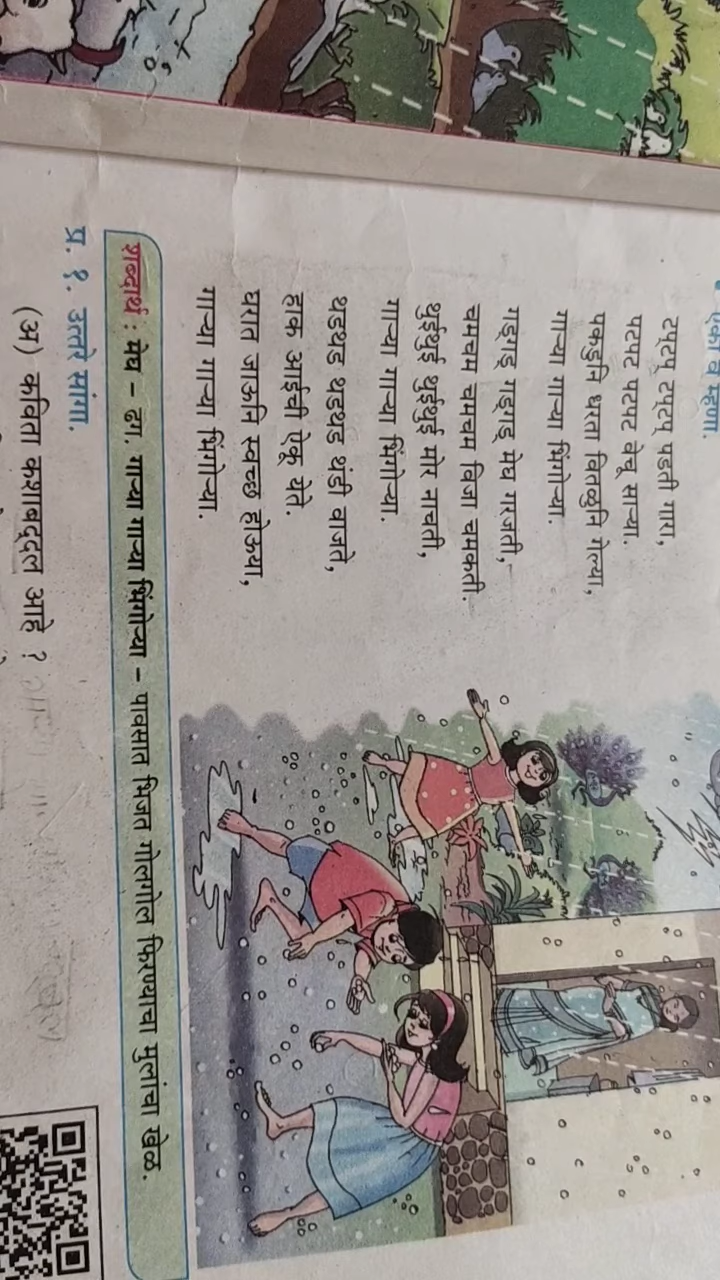 ऐका व म्हणा.
टप्‌टप् टप्‌टप् पडती गारा,
पटपट पटपट वेचू साऱ्या.
पकडुनि धरता वितळुनि गेल्या,
गाऱ्या गाऱ्या भिंगोऱ्या.
गड्गड् गड्गड् मेघ गरजती,
चमचम चमचम विजा चमकती.
थुईथुई थुईथुई मोर नाचती,
गाऱ्या गाऱ्या भिंगोऱ्या.
थडथड थडथड थंडी वाजते,
हाक आईची ऐकू येते.
घरात जाऊनि स्वच्छ होऊया,
गाऱ्या गाऱ्या भिंगोऱ्या.
शब्दार्थ : मेघ – ढग. गाऱ्या गाऱ्या भिंगोऱ्या – पावसात भिजत गोलगोल फिरण्याचा मुलांचा खेळ.
प्र. १. उत्तरे सांगा.
(अ) कविता कशाबद्दल आहे ?